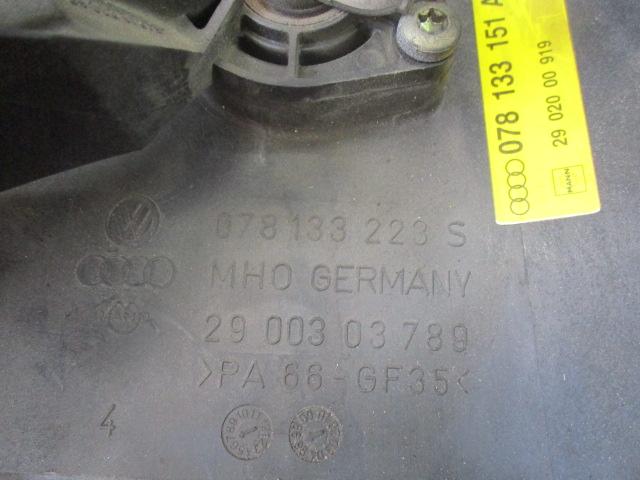 078 133 151 A
29 020 00 919
MANN
078 133 223 S
MHO GERMANY
29 003 03 789
>PA 66-GF35<
4